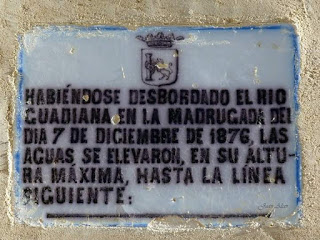 HABIÉNDOSE DESBORDADO EL RIO
GUADIANA EN LA MADRUGADA DEL
DIA 7 DE DICIEMBRE DE 1876, LAS
AGUAS SE ELEVARON, EN SU ALTU-
RA MÁXIMA, HASTA LA LÍNEA
SIGUIENTE: